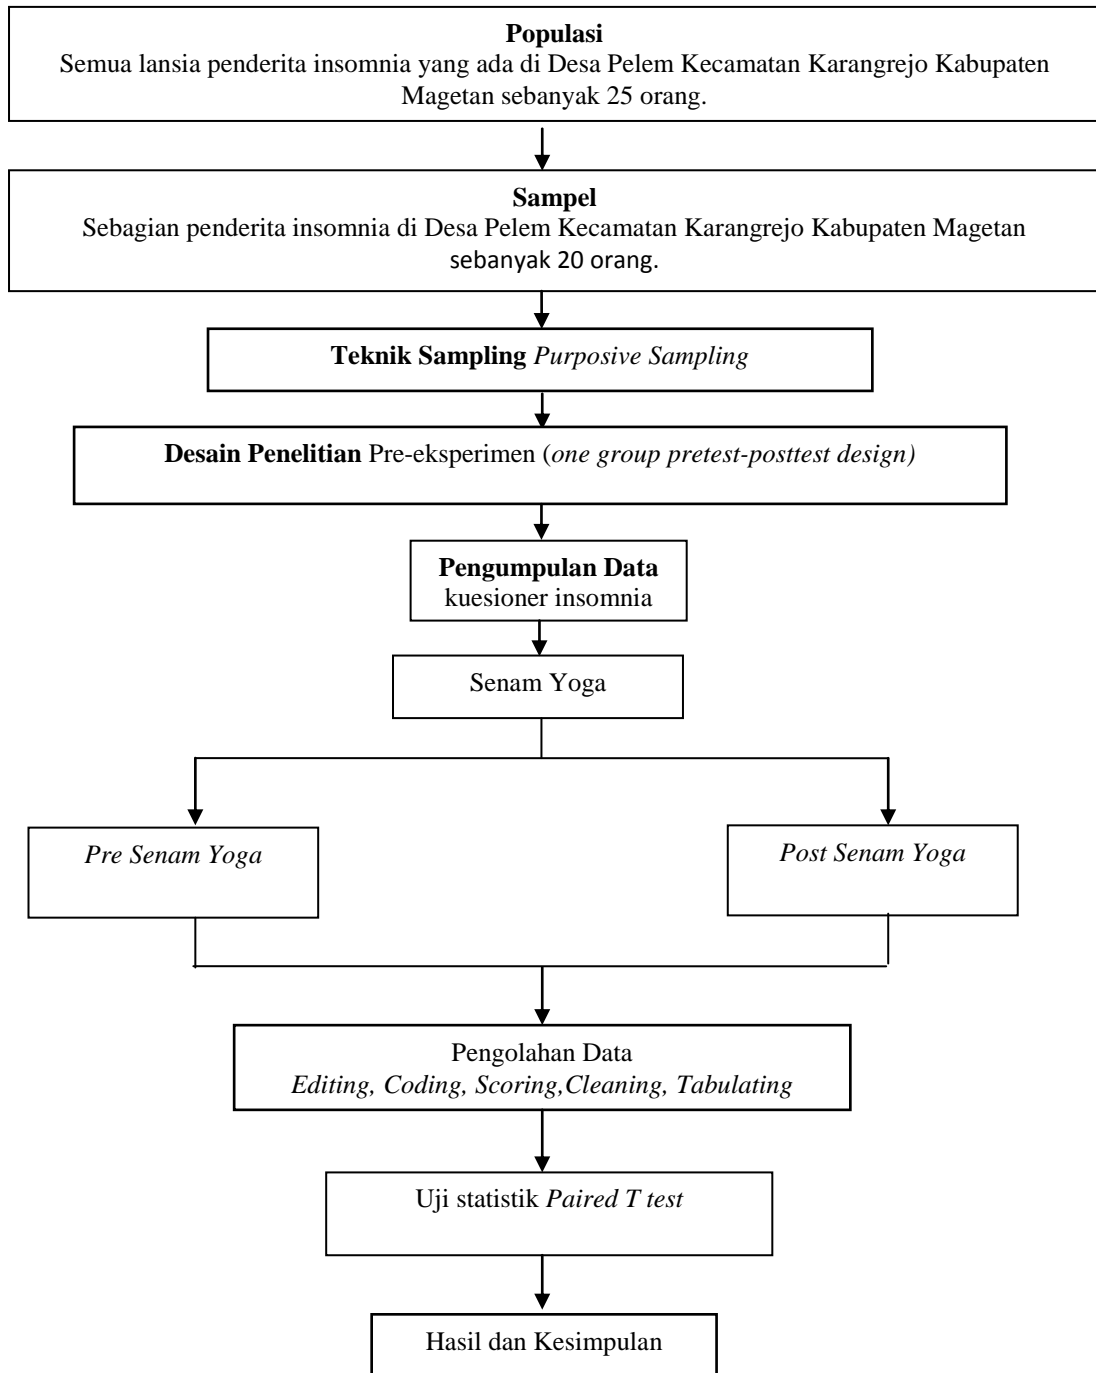 Populasi
Semua lansia penderita insomnia yang ada di Desa Pelem Kecamatan Karangrejo Kabupaten
Magetan sebanyak 25 orang.
Sampel
Sebagian penderita insomnia di Desa Pelem Kecamatan Karangrejo Kabupaten Magetan
sebanyak 20 orang.
Teknik Sampling Purposive Sampling
Desain Penelitian Pre-eksperimen (one group pretest-posttest design)
Pengumpulan Data
kuesioner insomnia
Senam Yoga
Pre Senam Yoga
Post Senam Yoga
Pengolahan Data
Editing, Coding, Scoring,Cleaning, Tabulating
Uji statistik Paired T test
Hasil dan Kesimpulan